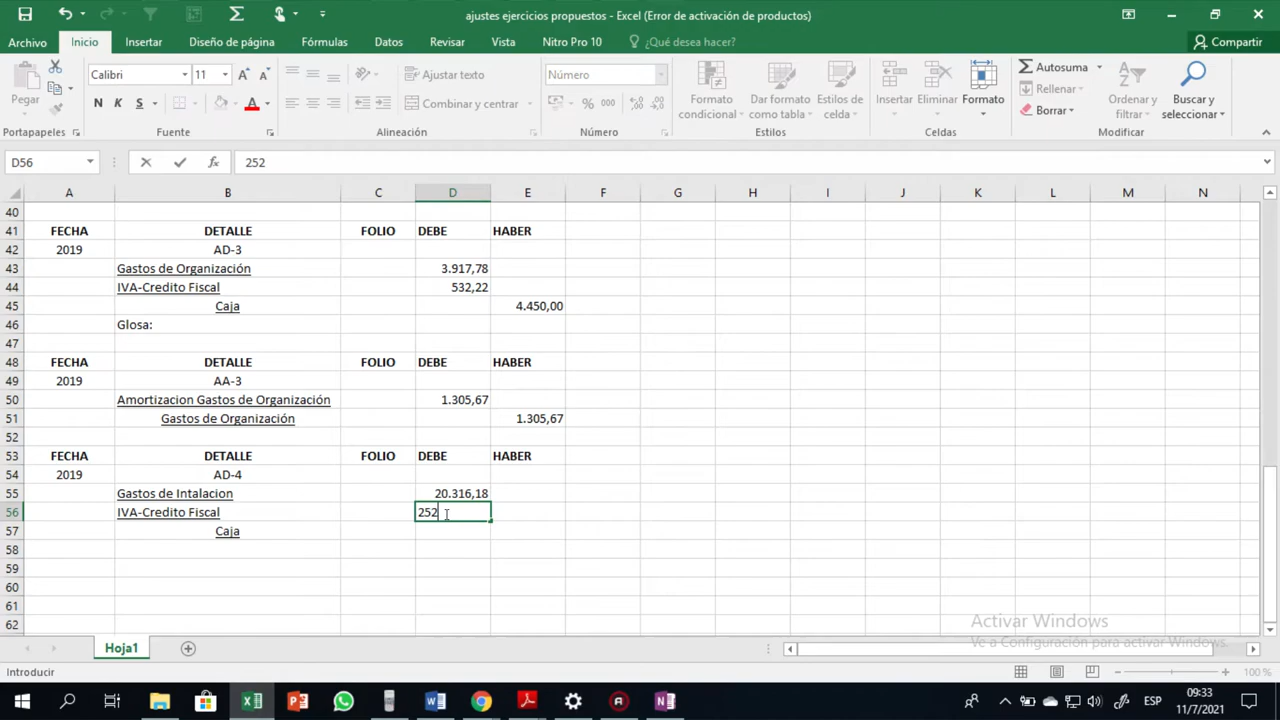 ajustes ejercicios propuestos - Excel (Error de activación de productos)
Archivo Inicio Insertar Diseño de página Fórmulas Datos Revisar Vista Nitro Pro 10 ¿Qué desea hacer? Compartir
Pegar Calibri 11 Ajustar texto Número Formato condicional Dar formato como tabla Estilos de celda Insertar Eliminar Formato Autosuma Rellenar Borrar Ordenar y filtrar Buscar y seleccionar
N K S Combinar y centrar % 000
Portapapeles Fuente Alineación Número Estilos Celdas Modificar
D56 fx 252
A B C D E F G H I J K L M N
40
41 FECHA DETALLE FOLIO DEBE HABER
42 2019 AD-3
43 Gastos de Organización 3.917,78
44 IVA-Credito Fiscal 532,22
45 Caja 4.450,00
46 Glosa:
47
48 FECHA DETALLE FOLIO DEBE HABER
49 2019 AA-3
50 Amortizacion Gastos de Organización 1.305,67
51 Gastos de Organización 1.305,67
52
53 FECHA DETALLE FOLIO DEBE HABER
54 2019 AD-4
55 Gastos de Intalacion 20.316,18
56 IVA-Credito Fiscal 252
57 Caja
58
59
60
61
62
Activar Windows
Ve a Configuración para activar Windows.
Hoja1
Introducir 100 %
ESP 09:33
11/7/2021